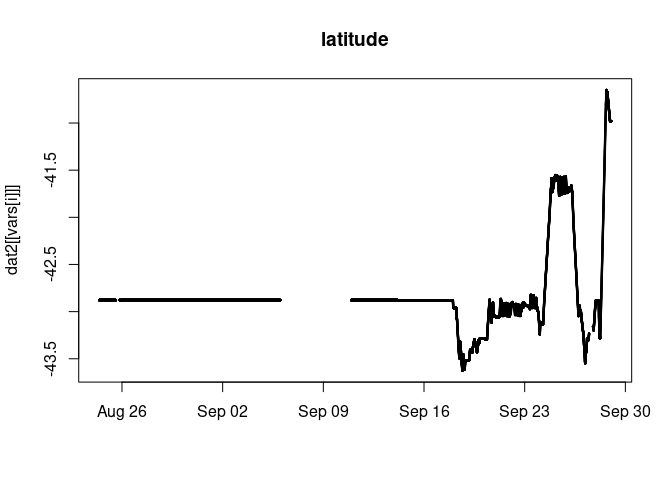 latitude
dat2[[vars[i]]]
-41.5
-42.5
-43.5
Aug 26
Sep 02
Sep 09
Sep 16
Sep 23
Sep 30